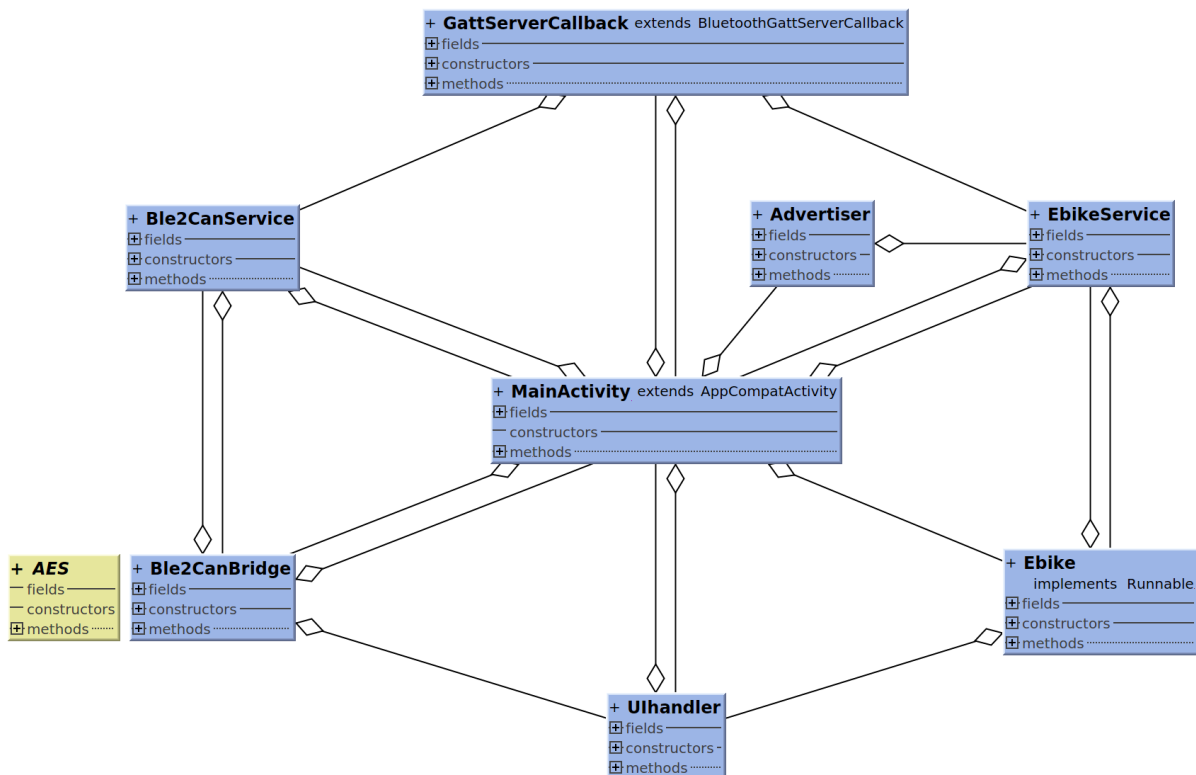 + GattServerCallback extends BluetoothGattServerCallback
fields
constructors
methods
+ Ble2CanService
fields
constructors
methods
+ Advertiser
fields
constructors
methods
+ EbikeService
fields
constructors
methods
+ MainActivity extends AppCompatActivity
fields
constructors
methods
+ AES
fields
constructors
methods
+ Ble2CanBridge
fields
constructors
methods
+ Ebike
implements Runnable
fields
constructors
methods
+ UIhandler
fields
constructors
methods